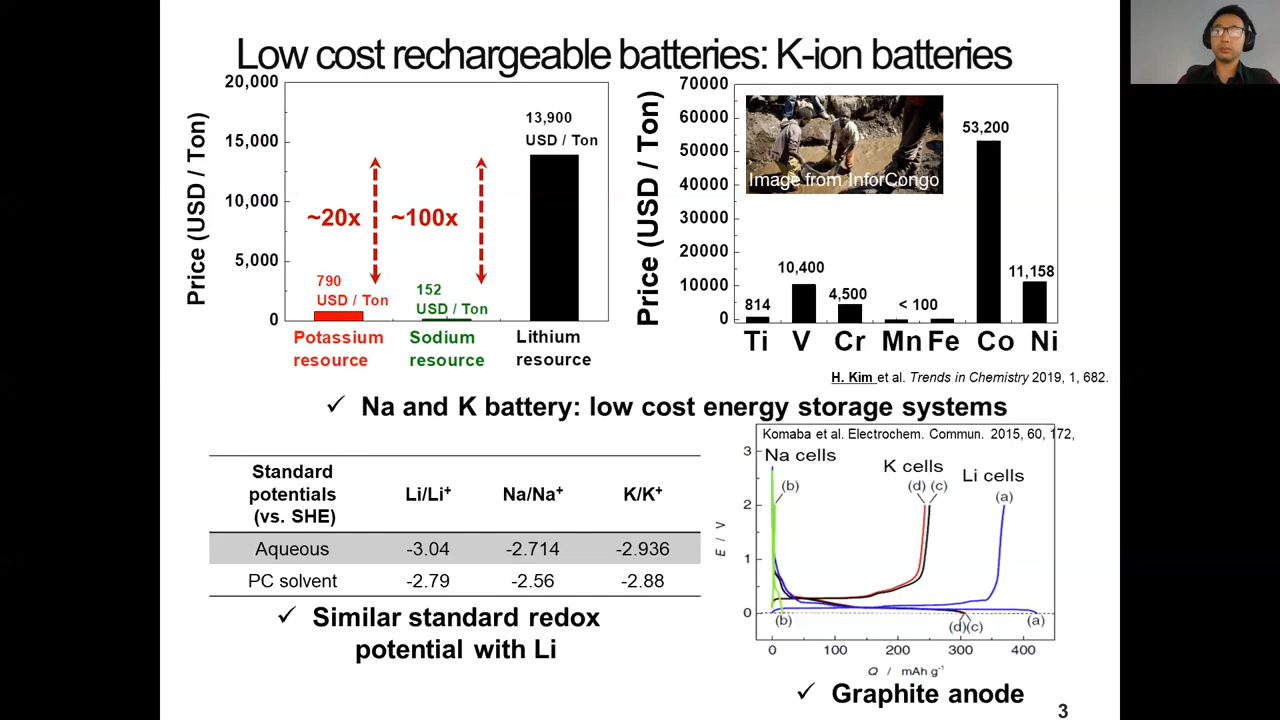 Low cost rechargeable batteries: K-ion batteries
Price (USD / Ton)
20,000
15,000
10,000
5,000
0
13,900
USD / Ton
~20x
~100x
790
USD / Ton
152
USD / Ton
Potassium
resource
Sodium
resource
Lithium
resource
Price (USD / Ton)
70000
60000
50000
40000
30000
20000
10000
0
Image from InforCongo
53,200
10,400
11,158
4,500
814
< 100
Ti V Cr Mn Fe Co Ni
H. Kim et al. Trends in Chemistry 2019, 1, 682.
✓ Na and K battery: low cost energy storage systems
Standard
potentials
(vs. SHE)
Li/Li+ Na/Na+ K/K+
Aqueous -3.04 -2.714 -2.936
PC solvent -2.79 -2.56 -2.88
✓ Similar standard redox
potential with Li
Komaba et al. Electrochem. Commun. 2015, 60, 172,
Na cells
K cells
Li cells
(b)
(d) (c)
(a)
E / V
3
2
1
0
(b)
(d)(c)
(a)
0 100 200 300 400
Q / mAh g-1
✓ Graphite anode
3